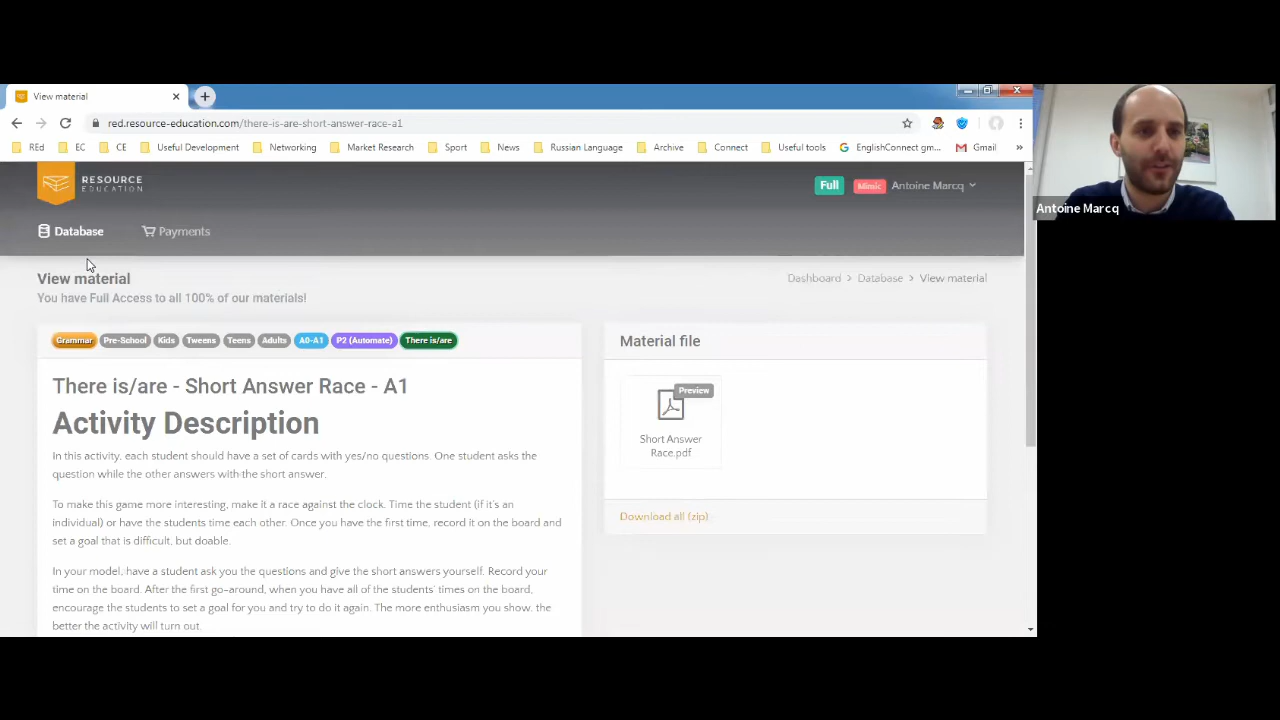 View material
red.resource-education.com/there-is-are-short-answer-race-a1
REd EC CE Useful Development Networking Market Research Sport News Russian Language Archive Connect Useful tools EnglishConnect gm... Gmail »
RESOURCE
EDUCATION
Full Mimic Antoine Marcq
Antoine Marcq
Database Payments
View material
Dashboard > Database > View material
You have Full Access to all 100% of our materials!
Grammar Pre-School Kids Tweens Teens Adults A0-A1 P2 (Automate) There is/are
There is/are - Short Answer Race - A1
Activity Description
In this activity, each student should have a set of cards with yes/no questions. One student asks the
question while the other answers with the short answer.
To make this game more interesting, make it a race against the clock. Time the student (if it's an
individual) or have the students time each other. Once you have the first time, record it on the board and
set a goal that is difficult, but doable.
In your model, have a student ask you the questions and give the short answers yourself. Record your
time on the board. After the first go-around, when you have all of the students' times on the board,
encourage the students to set a goal for you and try to do it again. The more enthusiasm you show, the
better the activity will turn out.
Material file
Preview
Short Answer
Race.pdf
Download all (zip)